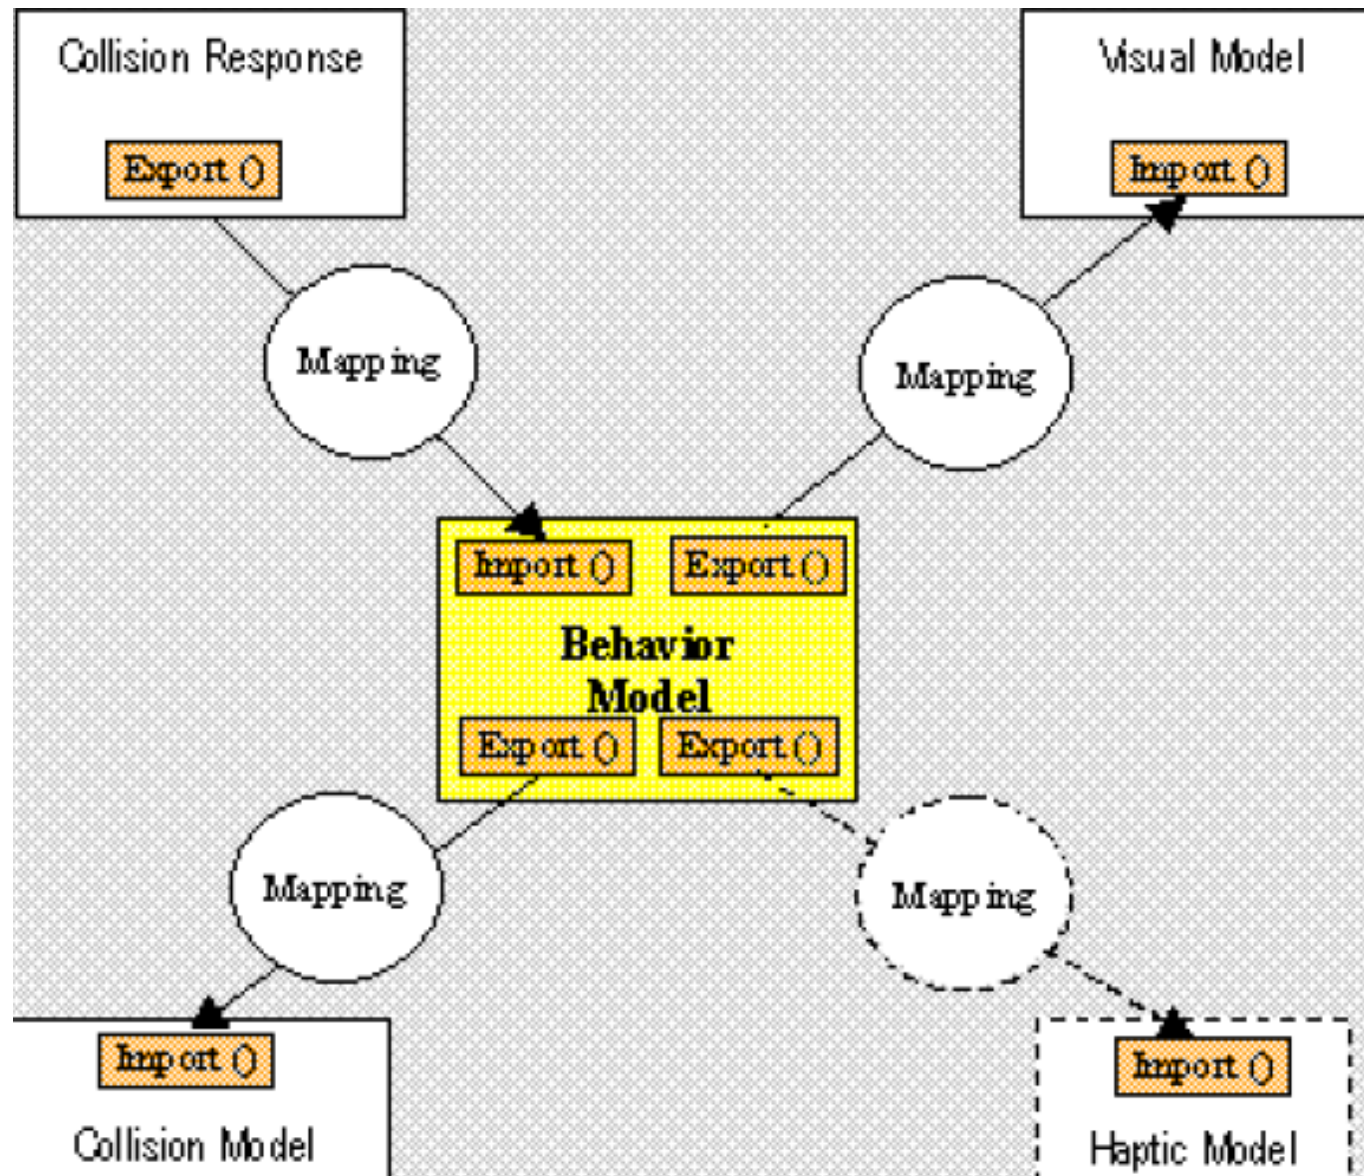 Collision Response
Export ()
Visual Model
Import ()
Mapping
Mapping
Import ()
Export ()
Behavior
Model
Export ()
Export ()
Mapping
Mapping
Import ()
Collision Model
Import ()
Haptic Model